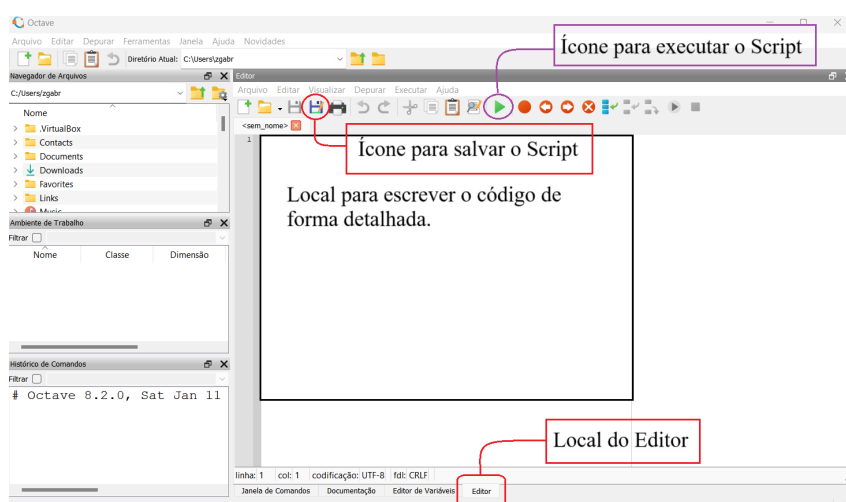 Octave
Arquivo Editar Depurar Ferramentas Janela Ajuda Novidades
Diretório Atual: C:\Users\zgabr
Ícone para executar o Script
Navegador de Arquivos
C:/Users/zgabr
Nome
.VirtualBox
Contacts
Documents
Downloads
Favorites
Links
Music
Ambiente de Trabalho
Filtrar
Nome Classe Dimensão
Histórico de Comandos
Filtrar
# Octave 8.2.0, Sat Jan 11
Editor
Arquivo Editar Visualizar Depurar Executar Ajuda
<sem_nome>
1
Ícone para salvar o Script
Local para escrever o código de
forma detalhada.
Local do Editor
linha: 1 col: 1 codificação: UTF-8 fdl: CRLF
Janela de Comandos Documentação Editor de Variáveis Editor